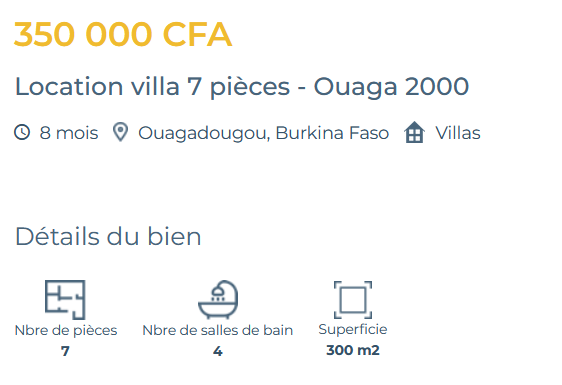 350 000 CFA
Location villa 7 pièces - Ouaga 2000
8 mois Ouagadougou, Burkina Faso Villas
Détails du bien
Nbre de pièces Nbre de salles de bain Superficie
7 4 300 m2